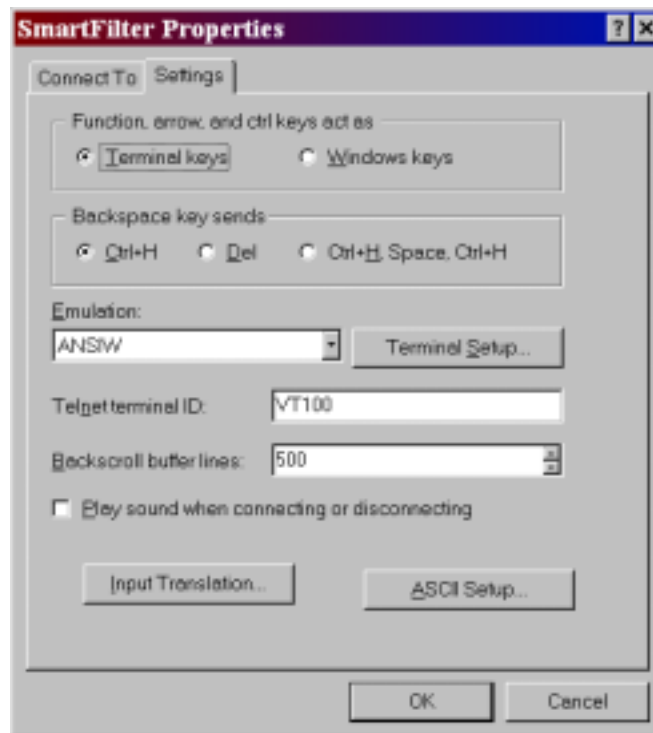 SmartFilter Properties
Connect To Settings
Function, arrow, and ctrl keys act as
Terminal keys Windows keys
Backspace key sends
Ctrl+H Del Ctrl+H, Space, Ctrl+H
Emulation:
ANSIW Terminal Setup...
Telnet terminal ID: VT100
Backscroll buffer lines: 500
Play sound when connecting or disconnecting
Input Translation... ASCII Setup...
OK Cancel